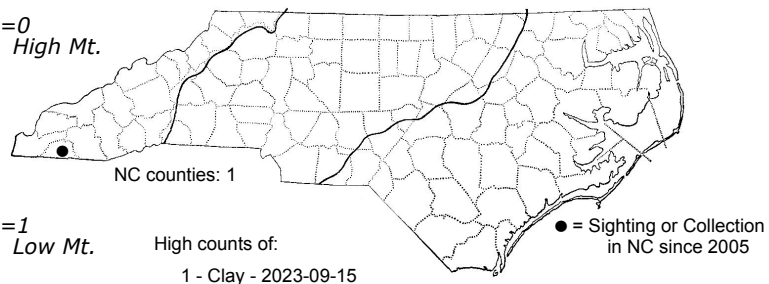 =0
High Mt.
NC counties: 1
=1
Low Mt.
High counts of:
1 - Clay - 2023-09-15
● = Sighting or Collection
in NC since 2005